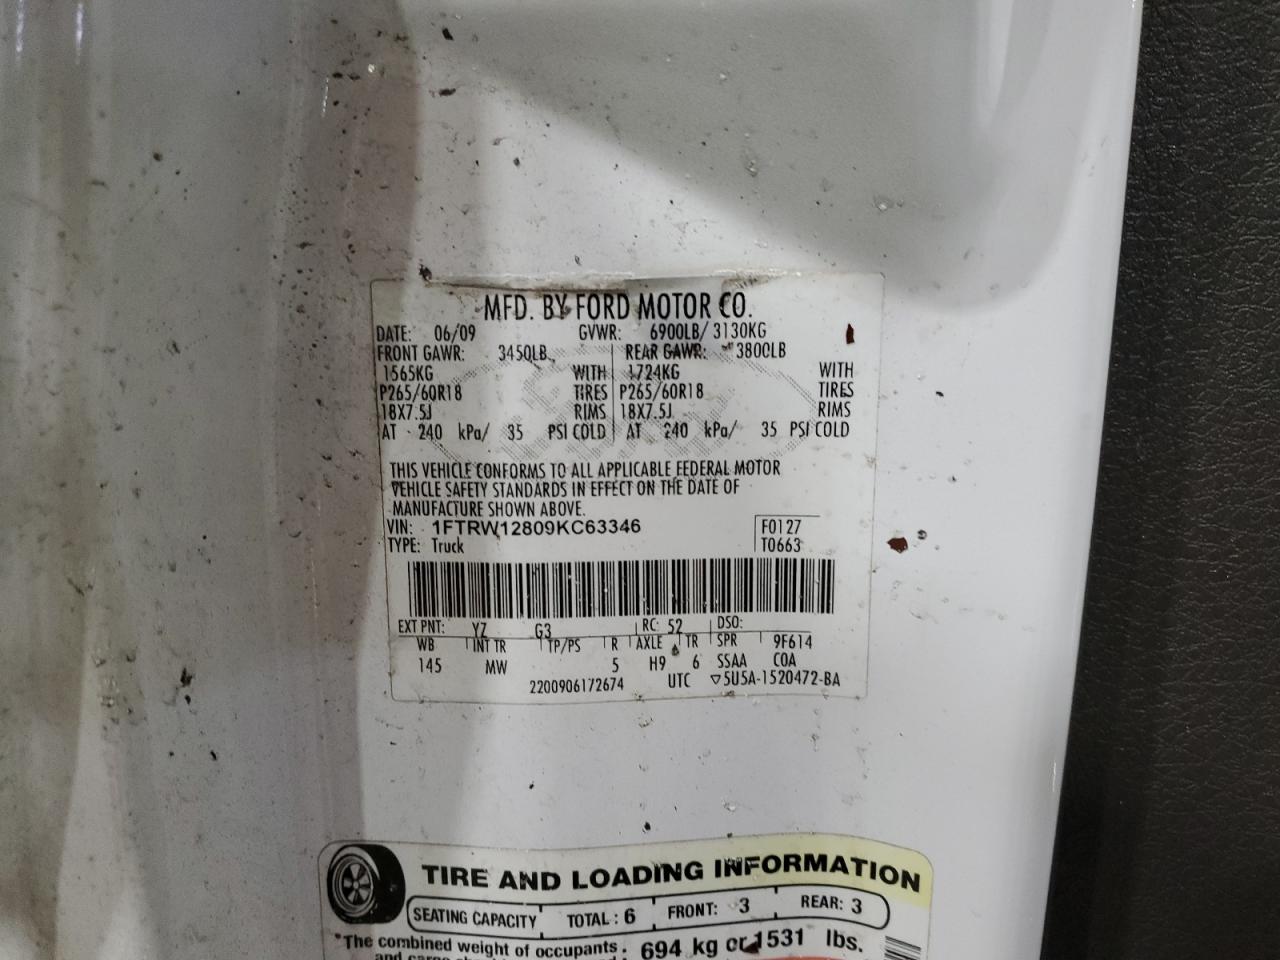 MFD. BY FORD MOTOR CO.
DATE: 06/09 GVWR: 6900LB/ 3130KG
FRONT GAWR: 3450LB REAR GAWR: 3800LB
1565KG WITH 1724KG WITH
P265/60R18 TIRES P265/60R18 TIRES
18X7.5J RIMS 18X7.5J RIMS
AT 240 kPa/ 35 PSI COLD AT 240 kPa/ 35 PSI COLD
THIS VEHICLE CONFORMS TO ALL APPLICABLE FEDERAL MOTOR
VEHICLE SAFETY STANDARDS IN EFFECT ON THE DATE OF
MANUFACTURE SHOWN ABOVE.
VIN: 1FTRW12809KC63346 F0127
TYPE: Truck T0663
EXT PNT: YZ G3 RC: 52 DSO:
WB INT TR TP/PS R AXLE TR SPR 9F614
145 MW 5 H9 6 SSAA COA
2200906172674 UTC ▽5U5A-1520472-BA
TIRE AND LOADING INFORMATION
SEATING CAPACITY TOTAL: 6 FRONT: 3 REAR: 3
The combined weight of occupants 694 kg or 1531 lbs.